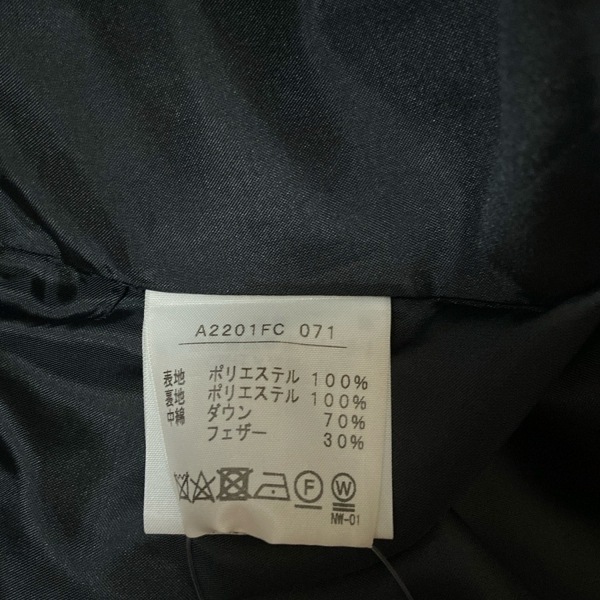 A2201FC 071
表地 ポリエステル 100%
裏地 ポリエステル 100%
中綿 ダウン 70%
フェザー 30%
F W
NW-01